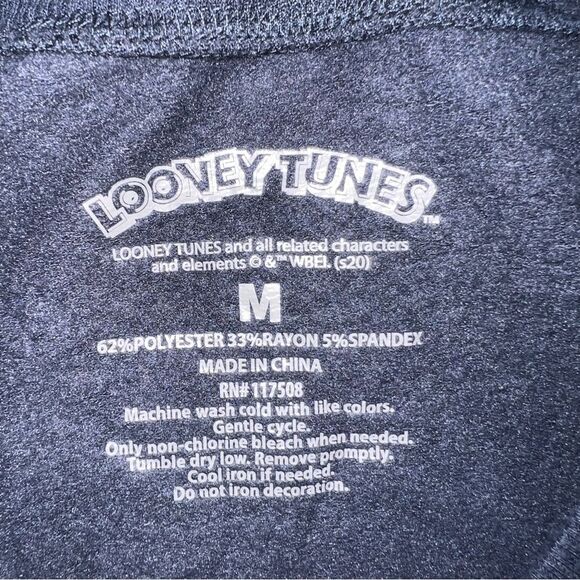 LOONEY TUNES™
LOONEY TUNES and all related characters
and elements © &™ WBEI. (s20)
M
62%POLYESTER 33%RAYON 5%SPANDEX
MADE IN CHINA
RN# 117508
Machine wash cold with like colors.
Gentle cycle.
Only non-chlorine bleach when needed.
Tumble dry low. Remove promptly.
Cool iron if needed.
Do not iron decoration.